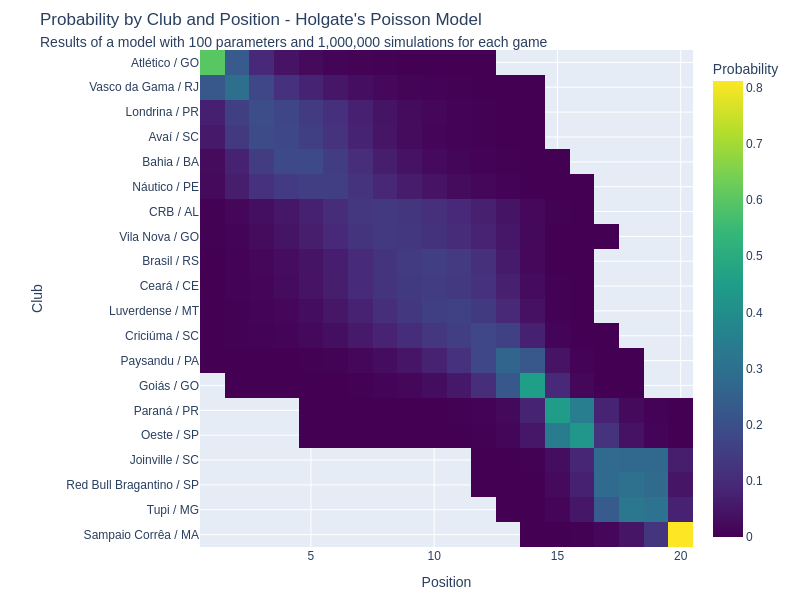 Probability by Club and Position - Holgate's Poisson Model
Results of a model with 100 parameters and 1,000,000 simulations for each game
Probability
Atlético / GO
Vasco da Gama / RJ
Londrina / PR
Avaí / SC
Bahia / BA
Náutico / PE
CRB / AL
Vila Nova / GO
Brasil / RS
Ceará / CE
Luverdense / MT
Criciúma / SC
Paysandu / PA
Goiás / GO
Paraná / PR
Oeste / SP
Joinville / SC
Red Bull Bragantino / SP
Tupi / MG
Sampaio Corrêa / MA
Club
5
10
15
20
Position
0.8
0.7
0.6
0.5
0.4
0.3
0.2
0.1
0